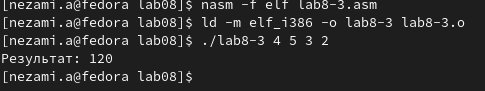 [nezami.a@fedora lab08]$ nasm -f elf lab8-3.asm
[nezami.a@fedora lab08]$ ld -m elf_i386 -o lab8-3 lab8-3.o
[nezami.a@fedora lab08]$ ./lab8-3 4 5 3 2
Результат: 120
[nezami.a@fedora lab08]$